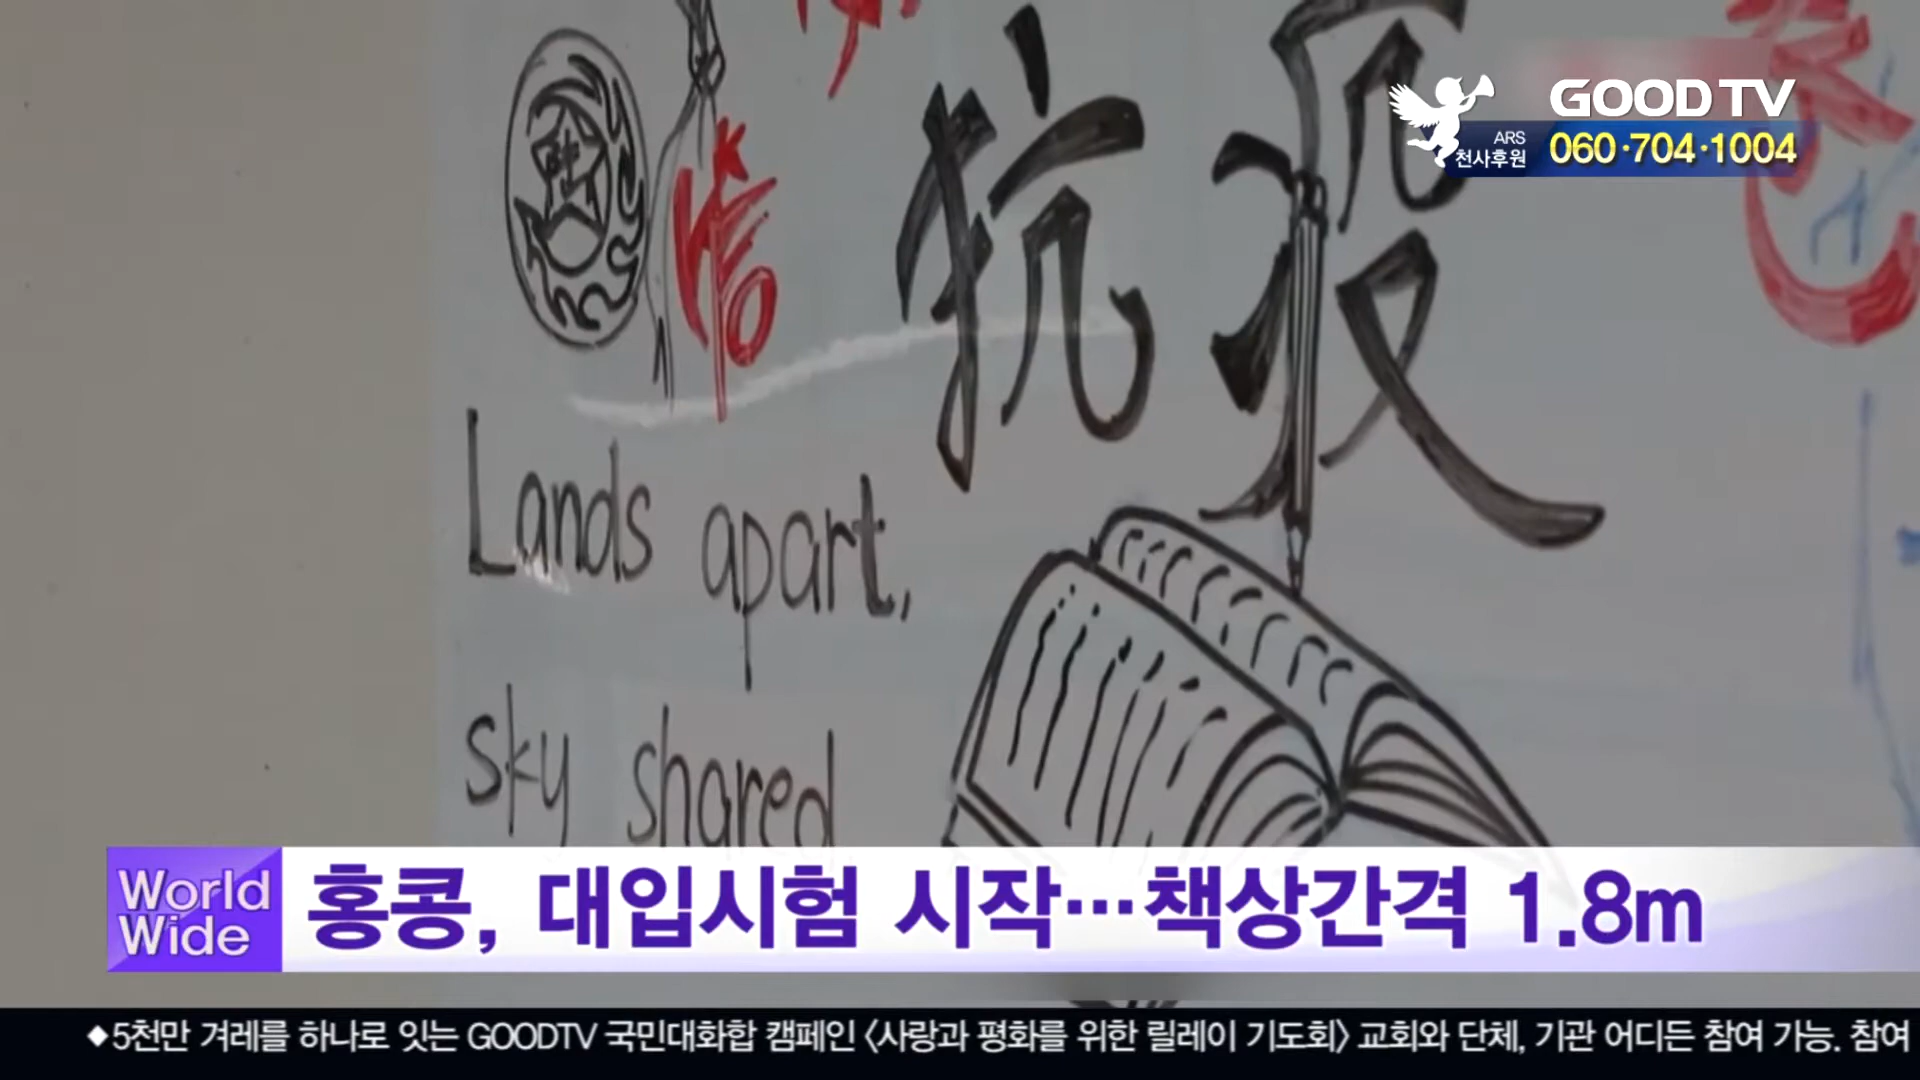 抗疫
GOODTV
ARS
천사후원
060·704·1004
Lands apart,
sky shared
World
Wide
홍콩, 대입시험 시작…책상간격 1.8m
◆5천만 겨레를 하나로 잇는 GOODTV 국민대화합 캠페인 〈사랑과 평화를 위한 릴레이 기도회〉 교회와 단체, 기관 어디든 참여 가능. 참여